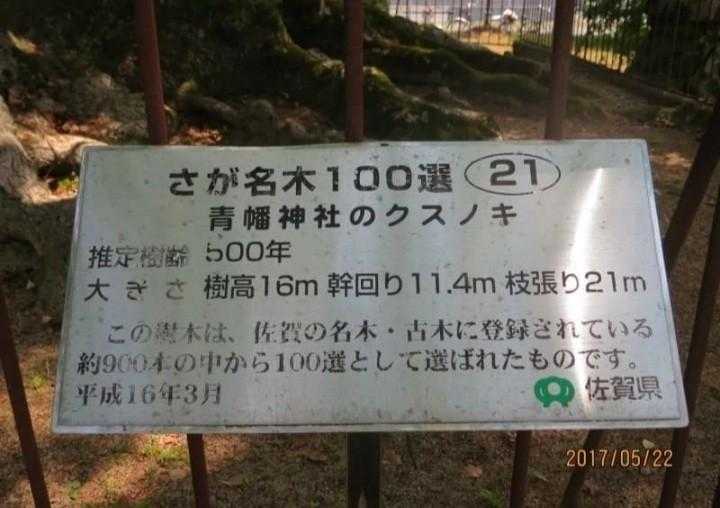 さが名木100選 21
青幡神社のクスノキ
推定樹齢 500年
大きさ 樹高16m 幹回り11.4m 枝張り21m
この樹木は、佐賀の名木・古木に登録されている
約900本の中から100選として選ばれたものです。
平成16年3月
佐賀県
2017/05/22